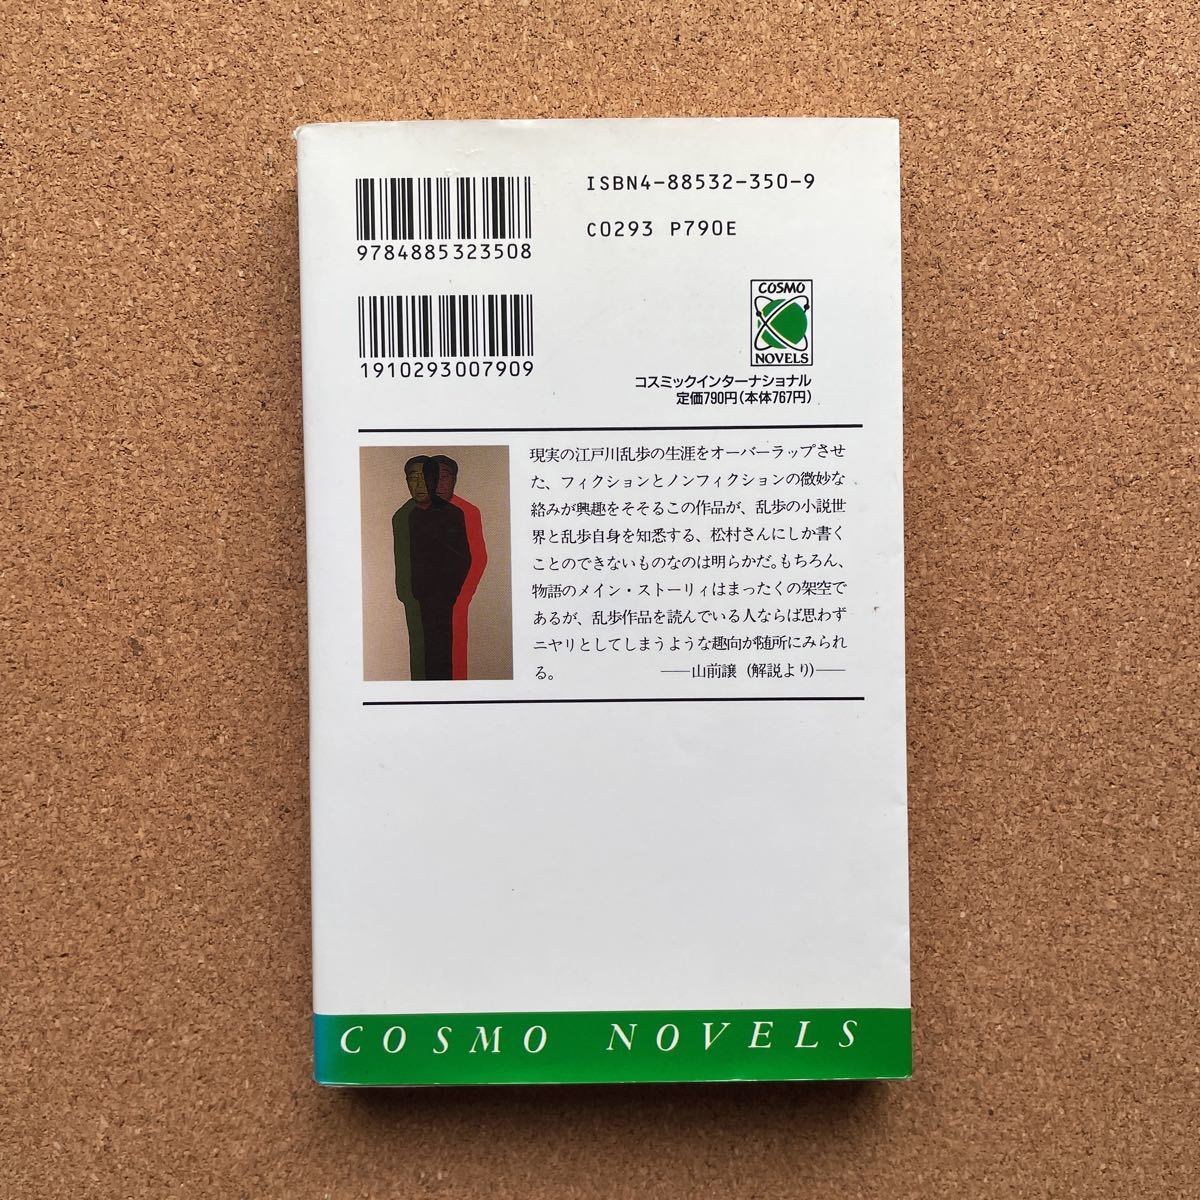 ISBN4-88532-350-9
C0293 P790E
9784885323508
1910293007909
COSMO
NOVELS
コスミックインターナショナル
定価790円(本体767円)
現実の江戸川乱歩の生涯をオーバーラップさせ
た、フィクションとノンフィクションの微妙な
絡みが興趣をそそるこの作品が、乱歩の小説世
界と乱歩自身を知悉する、松村さんにしか書く
ことのできないものなのは明らかだ。もちろん、
物語のメイン・ストーリィはまったくの架空で
あるが、乱歩作品を読んでいる人ならば思わず
ニヤリとしてしまうような趣向が随所にみられ
る。 ――山前譲 (解説より)――
COSMO NOVELS